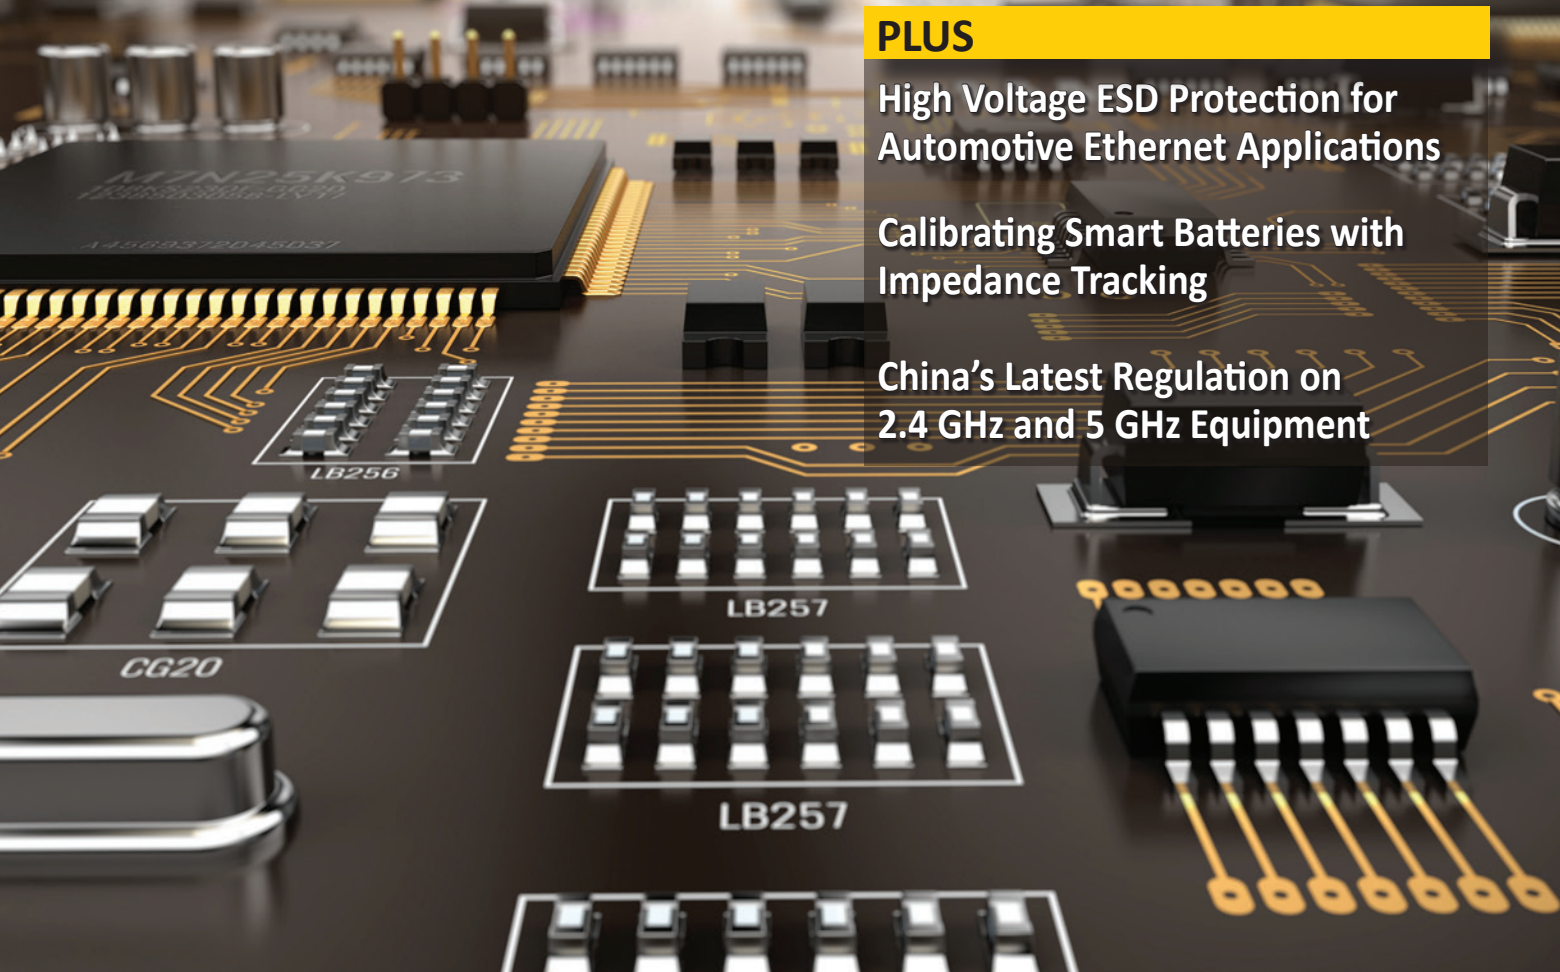 PLUS
High Voltage ESD Protection for
Automotive Ethernet Applications
Calibrating Smart Batteries with
Impedance Tracking
China’s Latest Regulation on
2.4 GHz and 5 GHz Equipment
A4569372D45D37
LB256
LB257
CG20
LB257